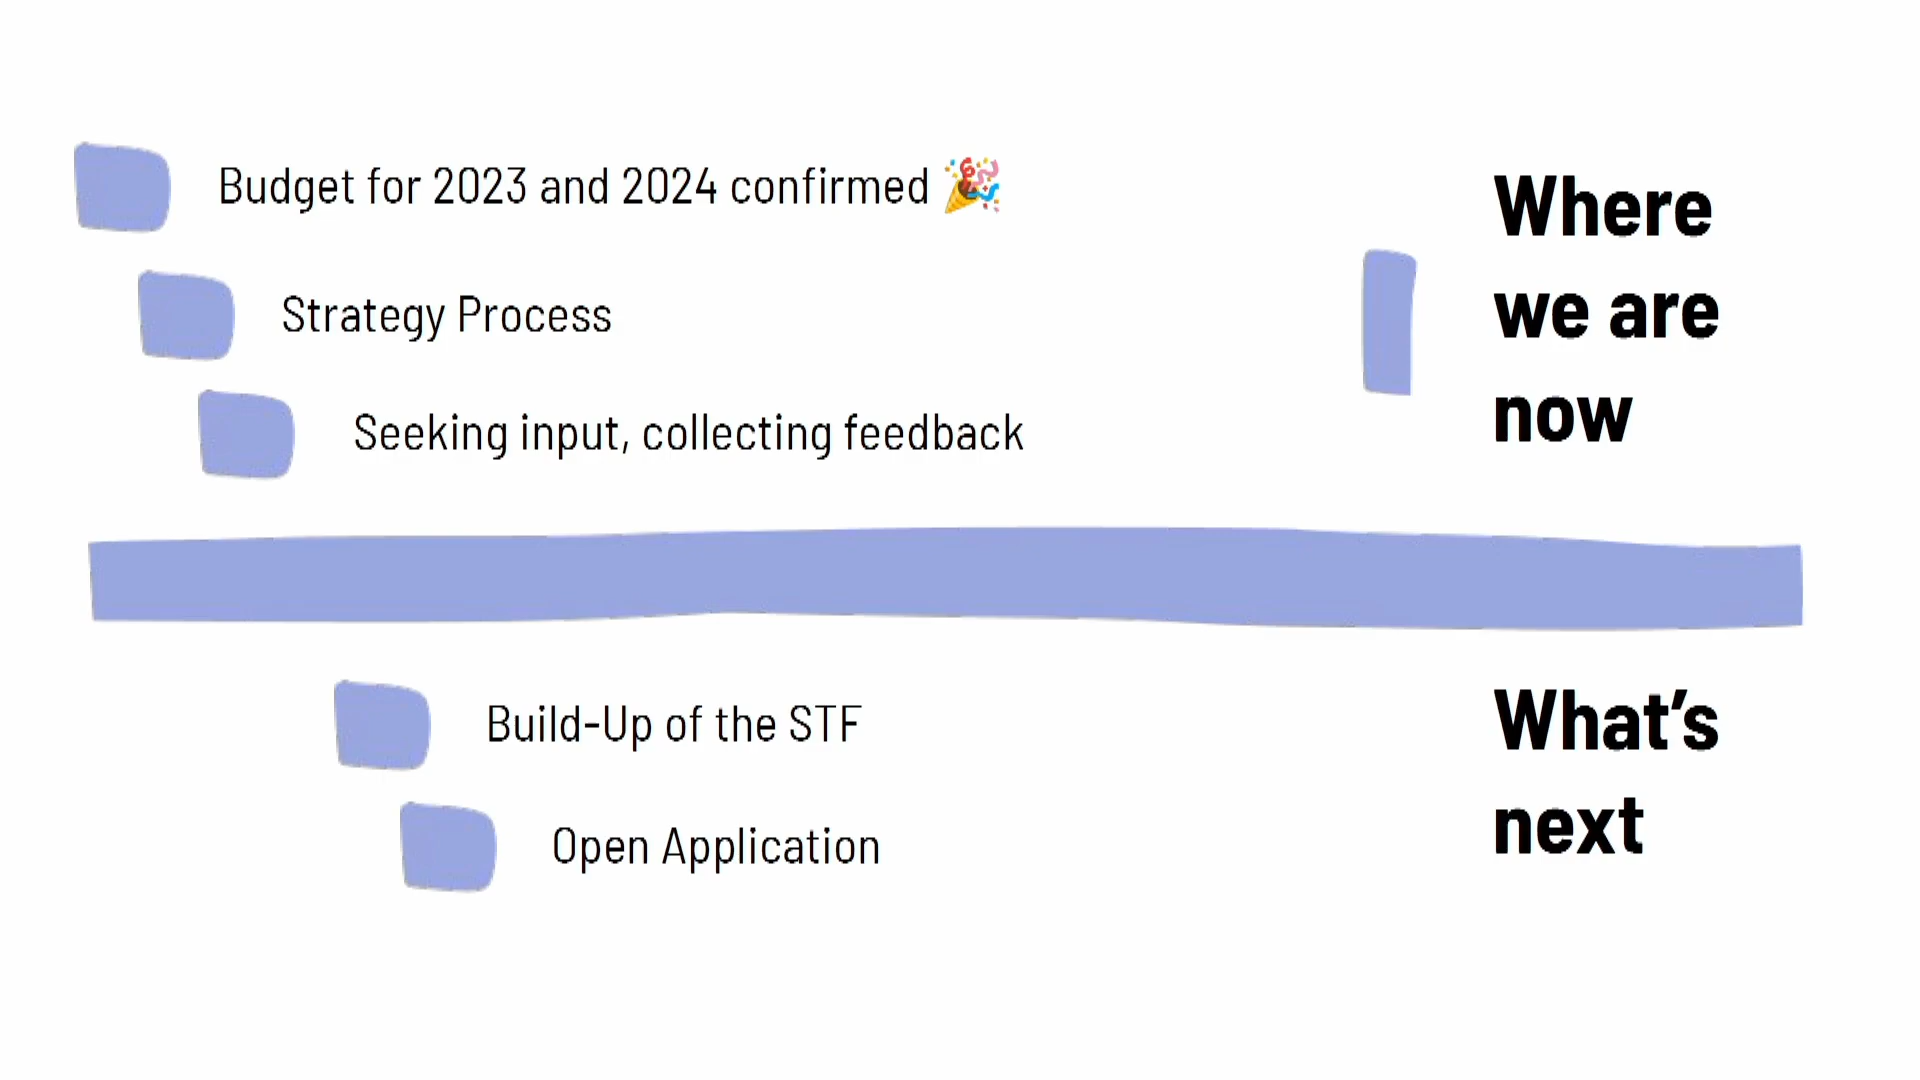 Budget for 2023 and 2024 confirmed 🎉
Strategy Process
Seeking input, collecting feedback
Where
we are
now
Build-Up of the STF
Open Application
What’s
next